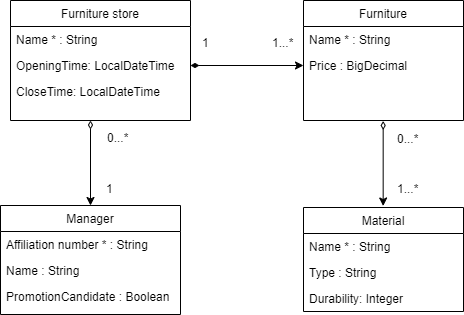 Furniture store
Name * : String
OpeningTime: LocalDateTime
CloseTime: LocalDateTime
1
1...*
Furniture
Name * : String
Price : BigDecimal
0...*
1
0...*
1...*
Manager
Affiliation number * : String
Name : String
PromotionCandidate : Boolean
Material
Name * : String
Type : String
Durability: Integer